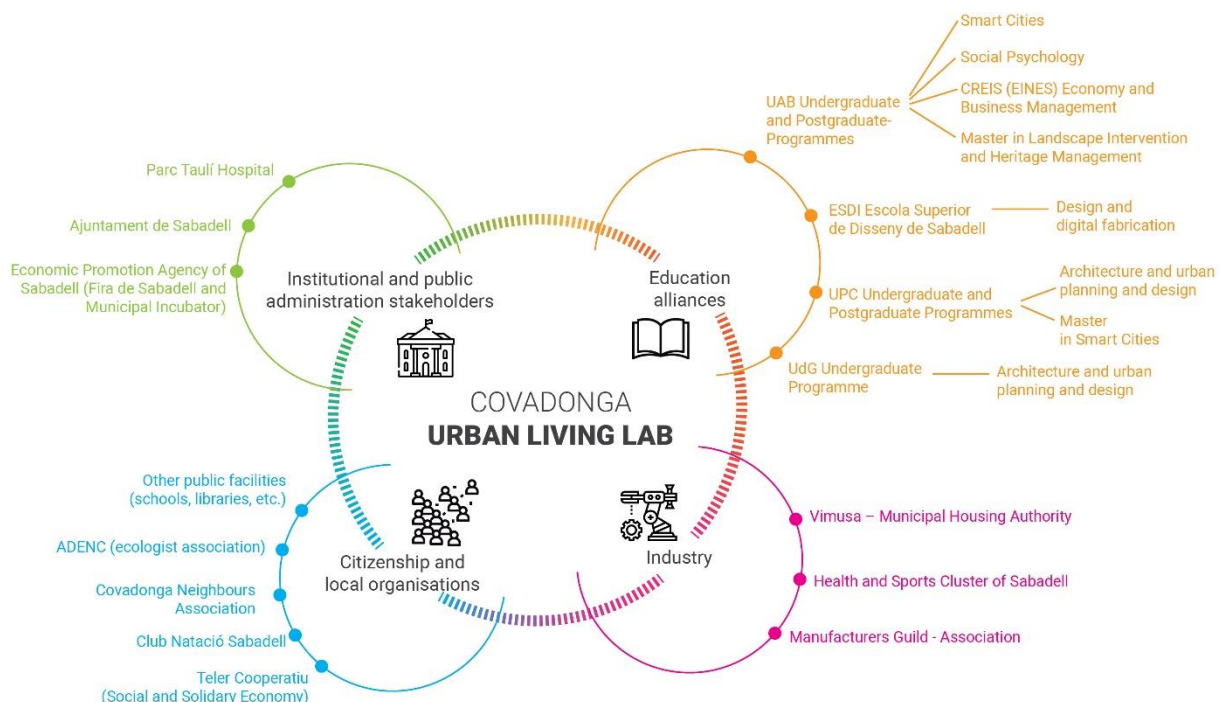 Smart Cities
Social Psychology
UAB Undergraduate
and Postgraduate-
Programmes
CREIS (EINES) Economy and
Business Management
Master in Landscape Intervention
and Heritage Management
Parc Taulí Hospital
Ajuntament de Sabadell
Economic Promotion Agency of
Sabadell (Fira de Sabadell and
Municipal Incubator)
Institutional and public
administration stakeholders
Education
alliances
ESDI Escola Superior
de Disseny de Sabadell
Design and
digital fabrication
UPC Undergraduate and
Postgraduate Programmes
Architecture and urban
planning and design
Master
in Smart Cities
UdG Undergraduate
Programme
Architecture and urban
planning and design
COVADONGA
URBAN LIVING LAB
Other public facilities
(schools, libraries, etc.)
ADENC (ecologist association)
Covadonga Neighbours
Association
Club Natació Sabadell
Teler Cooperatiu
(Social and Solidary Economy)
Citizenship and
local organisations
Industry
Vimusa – Municipal Housing Authority
Health and Sports Cluster of Sabadell
Manufacturers Guild - Association